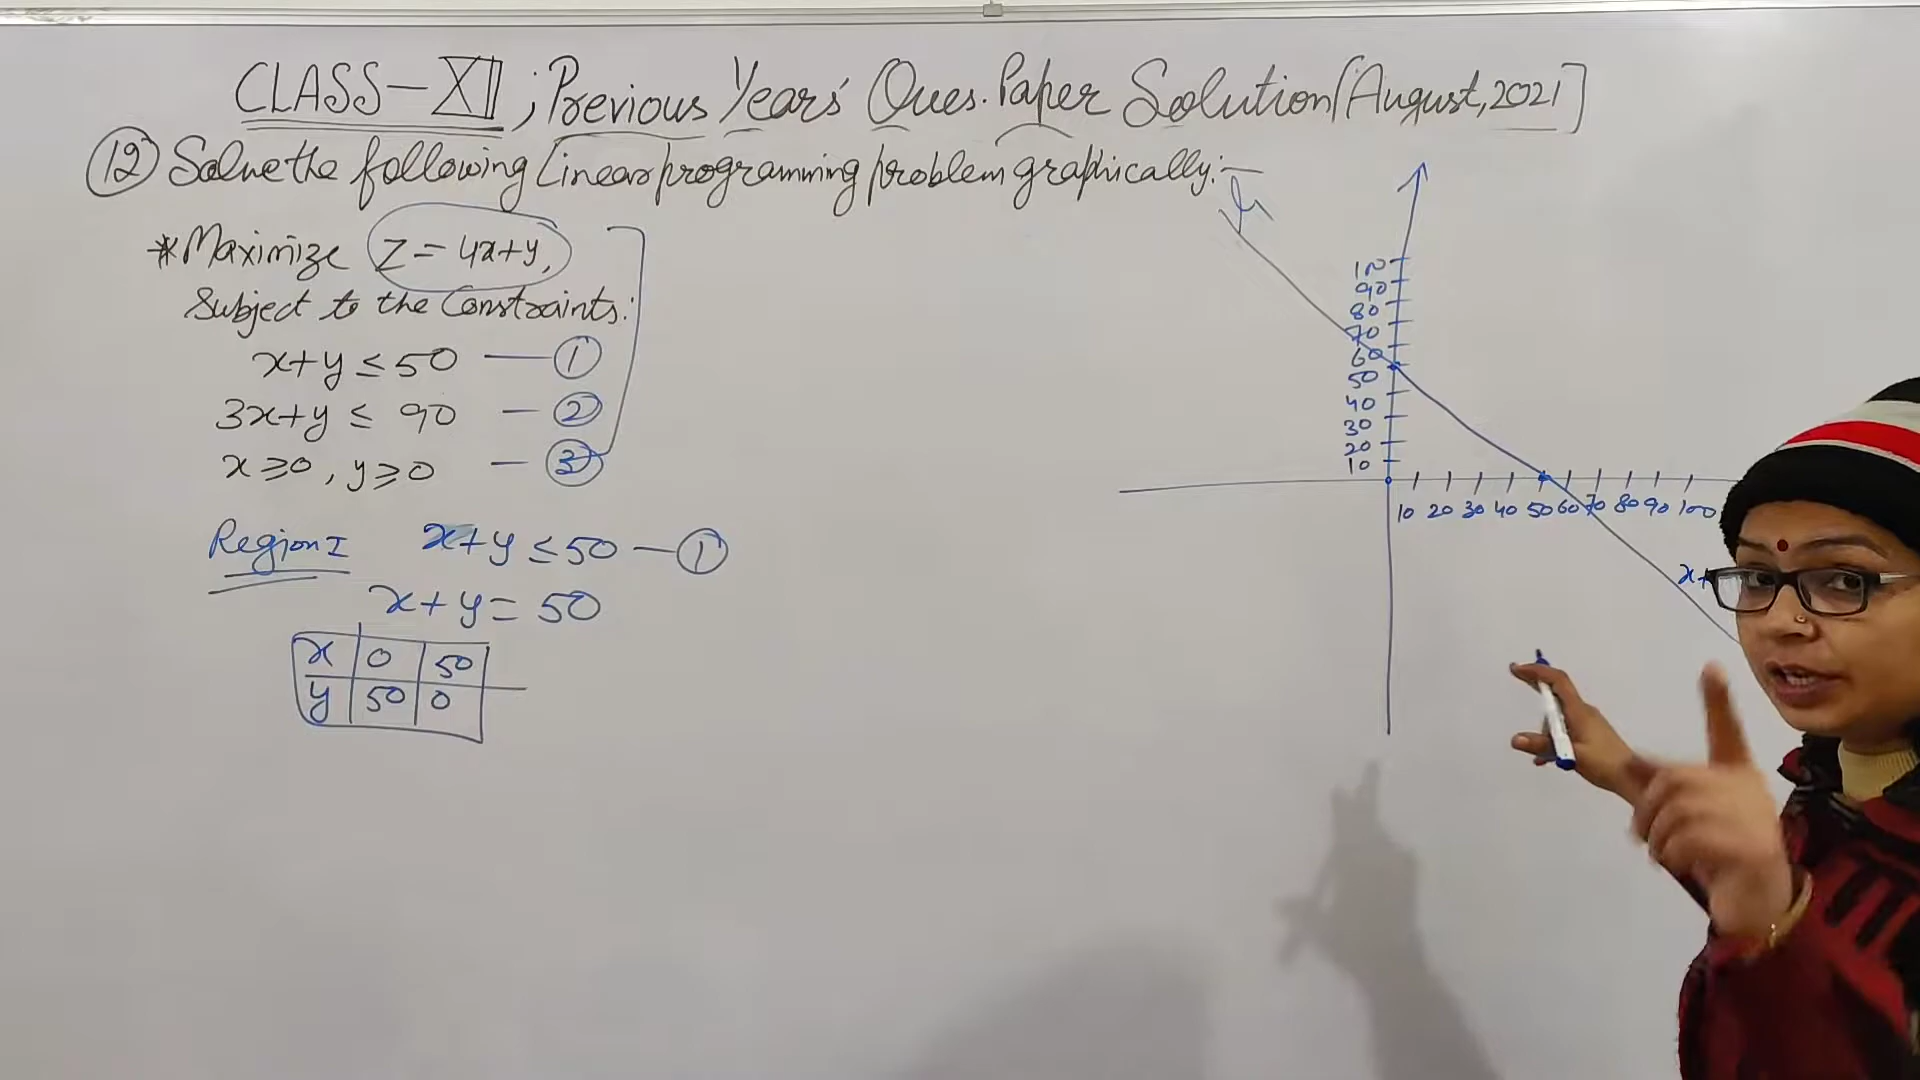 CLASS-XII; Previous Years' Ques. Paper Solution [August, 2021]
12 Solve the following Linear programming problem graphically:-
*Maximize Z = 4x+y,
Subject to the Constraints:
x+y ≤ 50 — 1
3x+y ≤ 90 — 2
x ≥ 0, y ≥ 0 — 3
Region I x+y ≤ 50 — 1
x+y = 50
x 0 50
y 50 0
100
90
80
70
60
50
40
30
20
10
10 20 30 40 50 60 70 80 90 100
x+